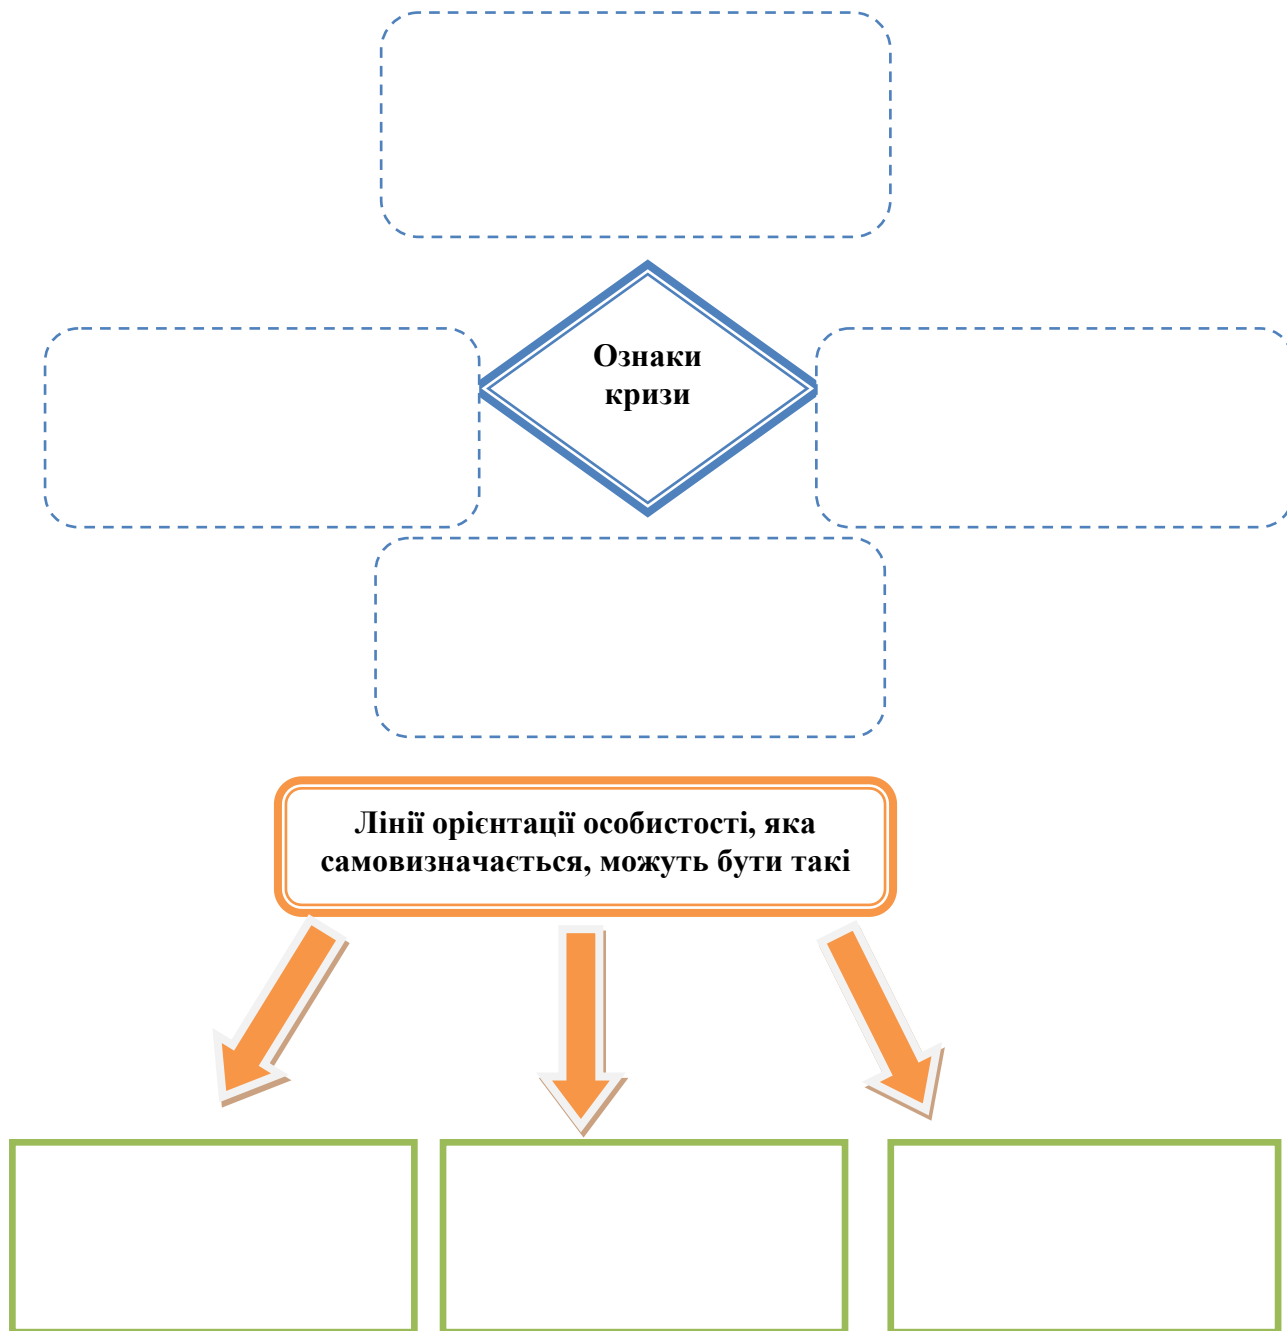 Ознаки
кризи
Лінії орієнтації особистості, яка
самовизначається, можуть бути такі